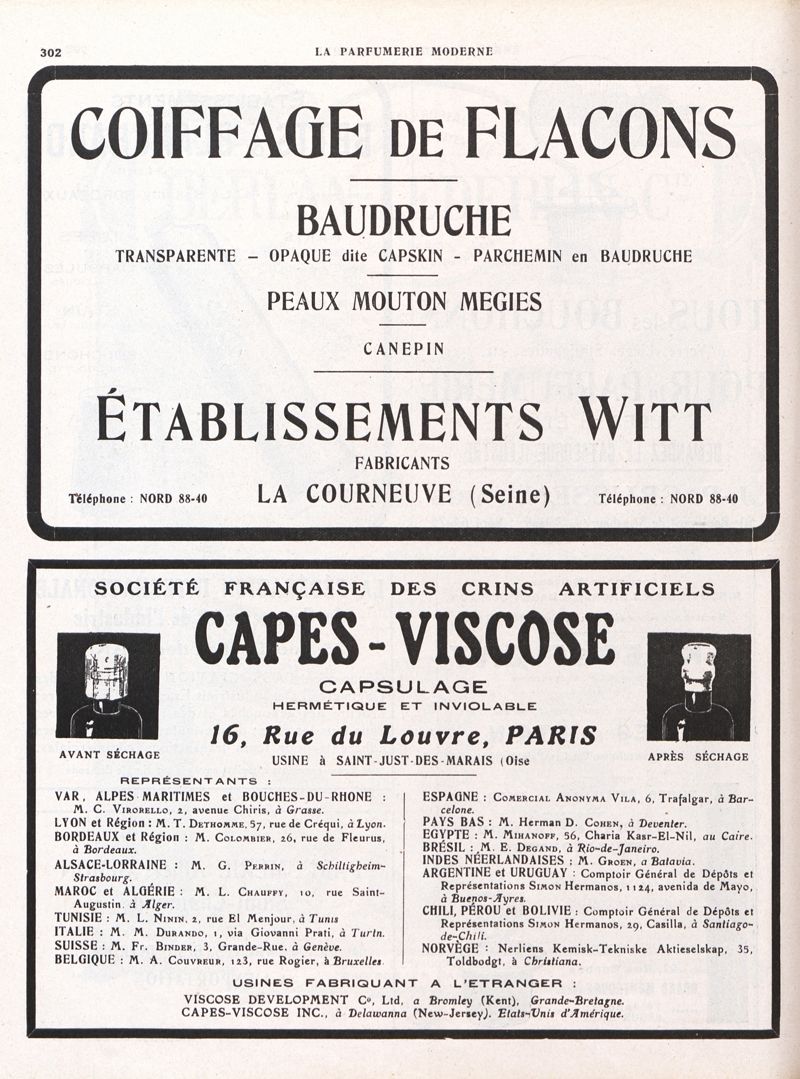 302
LA PARFUMERIE MODERNE
COIFFAGE DE FLACONS
BAUDRUCHE
TRANSPARENTE – OPAQUE dite CAPSKIN - PARCHEMIN en BAUDRUCHE
PEAUX MOUTON MEGIES
CANEPIN
ÉTABLISSEMENTS WITT
FABRICANTS
Téléphone : NORD 88-40
LA COURNEUVE (Seine)
Téléphone : NORD 88-40
SOCIÉTÉ FRANÇAISE DES CRINS ARTIFICIELS
CAPES-VISCOSE
CAPSULAGE
HERMÉTIQUE ET INVIOLABLE
16, Rue du Louvre, PARIS
USINE à SAINT-JUST-DES-MARAIS (Oise
AVANT SÉCHAGE
APRÈS SÉCHAGE
REPRÉSENTANTS :
VAR, ALPES MARITIMES et BOUCHES-DU-RHONE :
M. C. VIRORELLO, 2, avenue Chiris, à Grasse.
LYON et Région : M. T. DETHOMME, 57, rue de Créqui, à Lyon.
BORDEAUX et Région : M. COLOMBIER, 26, rue de Fleurus,
à Bordeaux.
ALSACE-LORRAINE : M. G. PERRIN, à Schiltigheim-
Strasbourg.
MAROC et ALGÉRIE : M. L. CHAUFFY, 10, rue Saint-
Augustin, à Alger.
TUNISIE : M. L. NININ, 2, rue El Menjour, à Tunis
ITALIE : M. M. DURANDO, 1, via Giovanni Prati, à Turin.
SUISSE : M. Fr. BINDER, 3, Grande-Rue, à Genève.
BELGIQUE : M. A. COUVREUR, 123, rue Rogier, à Bruxelles.
ESPAGNE : COMERCIAL ANONYMA VILA, 6, Trafalgar, à Bar-
celone.
PAYS BAS : M. Herman D. COHEN, à Deventer.
EGYPTE : M. MIHANOFF, 56, Charia Kasr-El-Nil, au Caire.
BRÉSIL : M. E. DEGAND, à Rio-de-Janeiro.
INDES NÉERLANDAISES : M. GROEN, a Batavia.
ARGENTINE et URUGUAY : Comptoir Général de Dépôts et
Représentations SIMON Hermanos, 1124, avenida de Mayo,
à Buenos-Ayres.
CHILI, PÉROU et BOLIVIE : Comptoir Général de Dépôts et
Représentations SIMON Hermanos, 29, Casilla, à Santiago-
de-Chili.
NORVÈGE : Nerliens Kemisk-Tekniske Aktieselskap, 35,
Toldbodgt, à Christiana.
USINES FABRIQUANT A L'ETRANGER :
VISCOSE DEVELOPMENT Co, Ltd, a Bromley (Kent), Grande-Bretagne.
CAPES-VISCOSE INC., à Delawanna (New-Jersey). Etats-Unis d'Amérique.